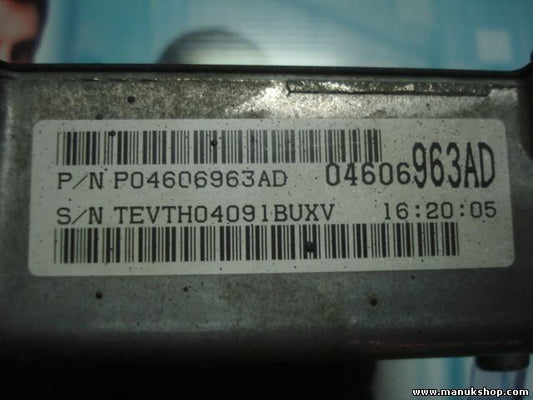 P/N P04606963AD 04606963AD
S/N TEVTH04091BUXV 16:20:05
www.manukshop.com